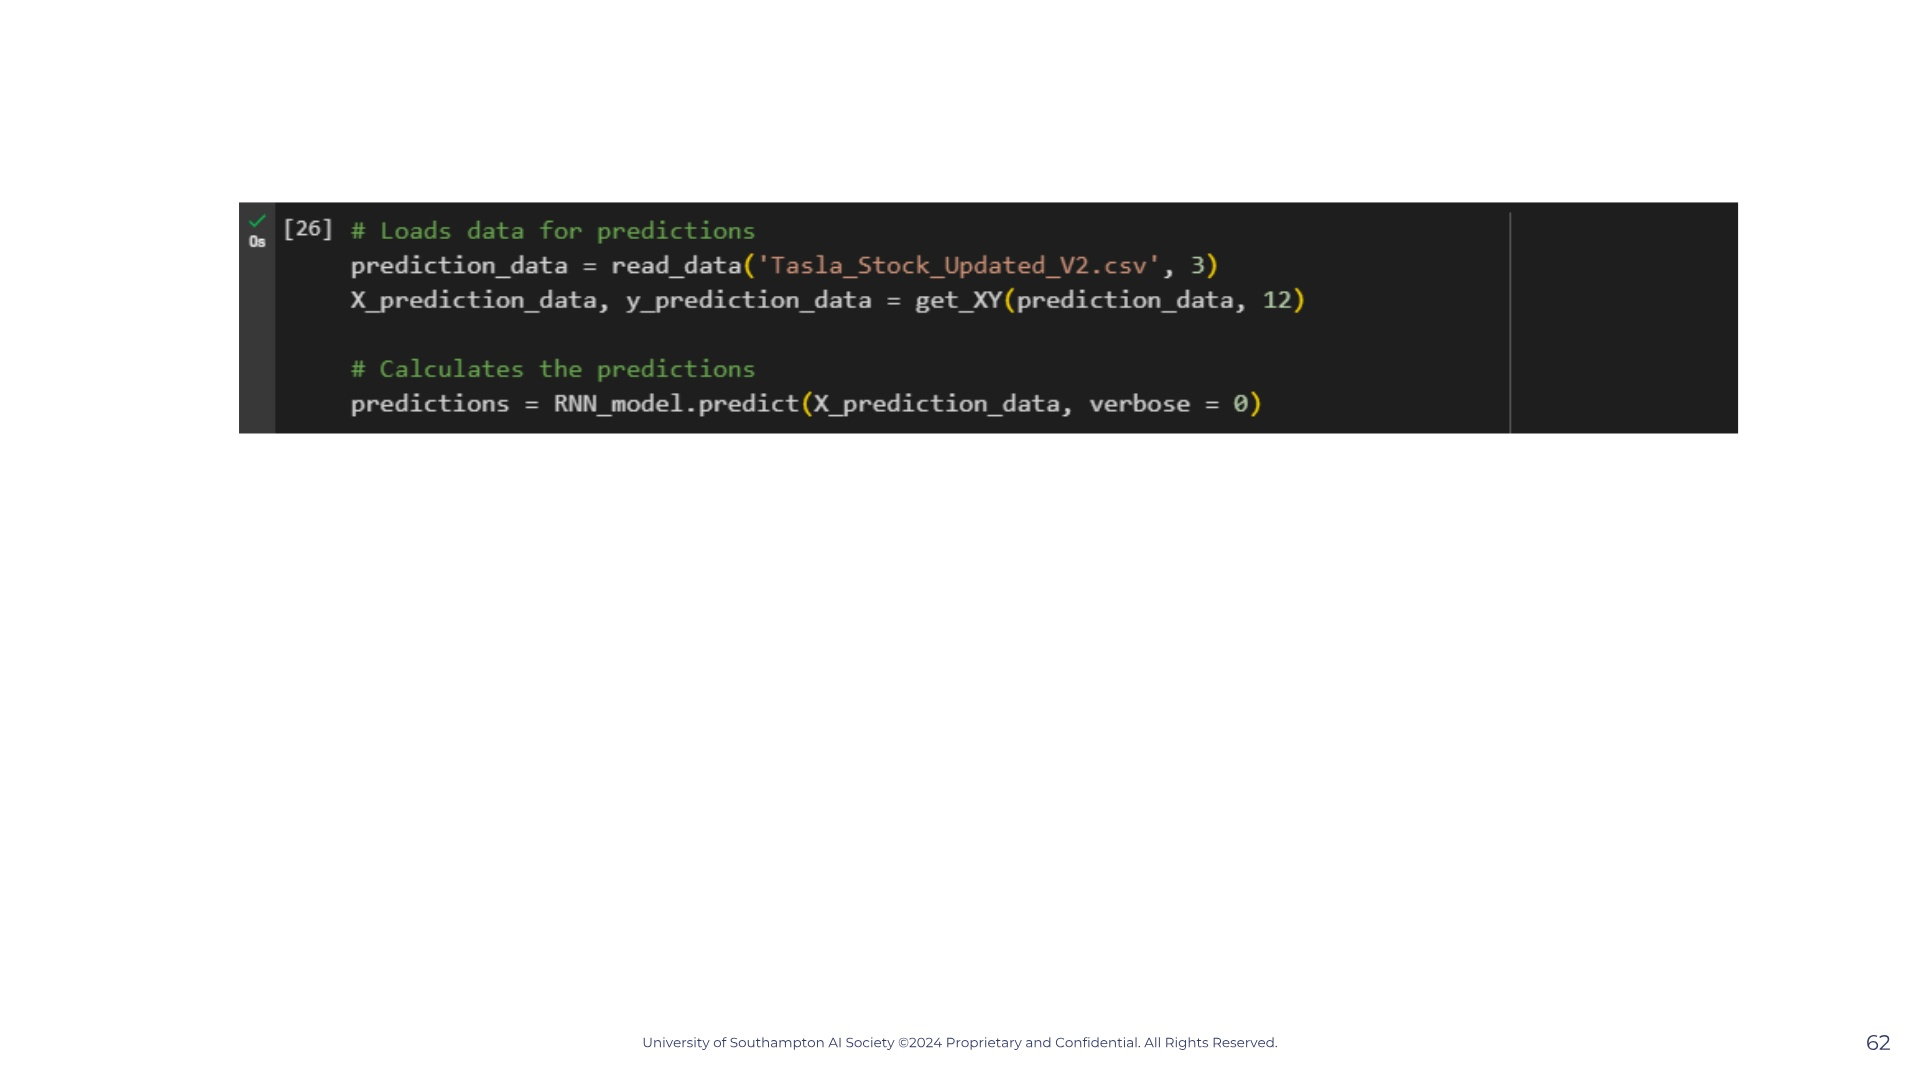 [26] # Loads data for predictions
0s
prediction_data = read_data('Tasla_Stock_Updated_V2.csv', 3)
X_prediction_data, y_prediction_data = get_XY(prediction_data, 12)
# Calculates the predictions
predictions = RNN_model.predict(X_prediction_data, verbose = 0)
University of Southampton AI Society ©2024 Proprietary and Confidential. All Rights Reserved.
62